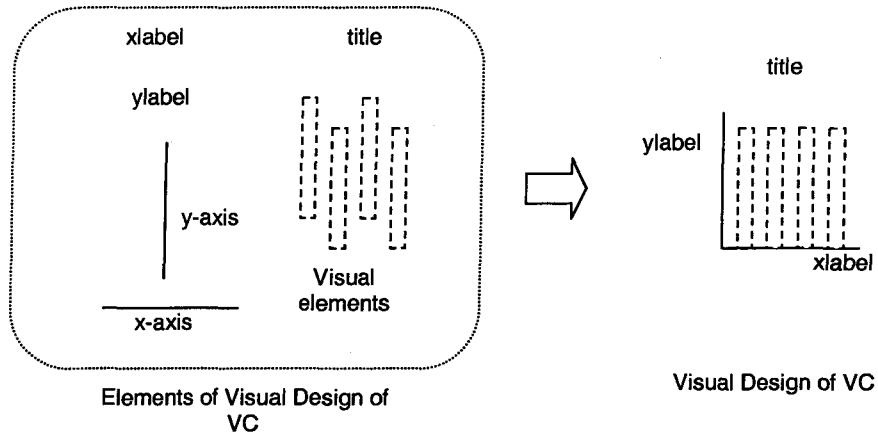 xlabel
title
ylabel
y-axis
Visual
elements
x-axis
Elements of Visual Design of
VC
title
ylabel
xlabel
Visual Design of VC